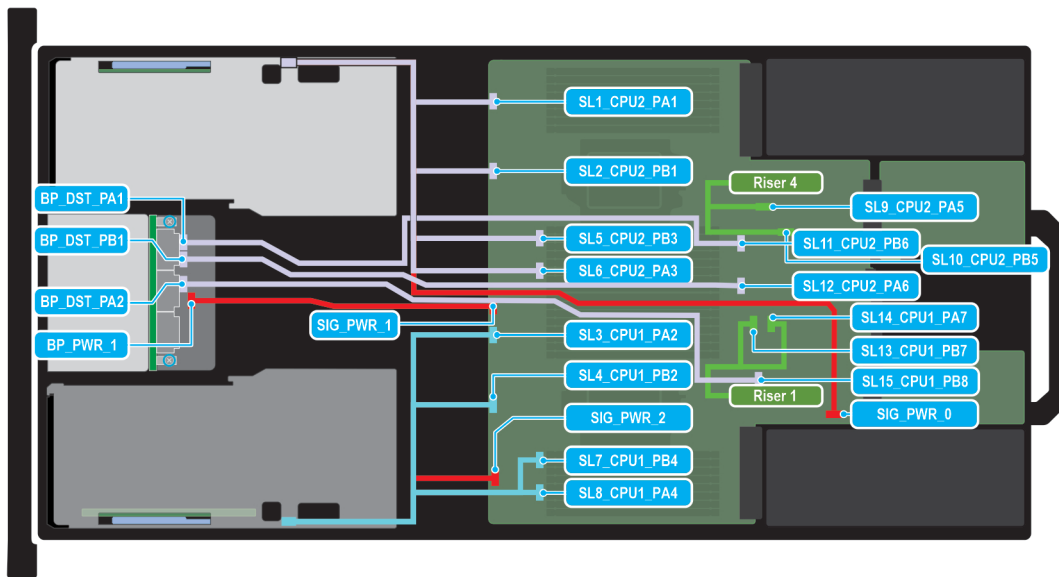 SL1_CPU2_PA1
SL2_CPU2_PB1
Riser 4
BP_DST_PA1
SL9_CPU2_PA5
BP_DST_PB1
SL5_CPU2_PB3
SL11_CPU2_PB6
SL10_CPU2_PB5
SL6_CPU2_PA3
SL12_CPU2_PA6
BP_DST_PA2
SIG_PWR_1
SL14_CPU1_PA7
BP_PWR_1
SL3_CPU1_PA2
SL13_CPU1_PB7
SL4_CPU1_PB2
SL15_CPU1_PB8
Riser 1
SIG_PWR_2
SIG_PWR_0
SL7_CPU1_PB4
SL8_CPU1_PA4